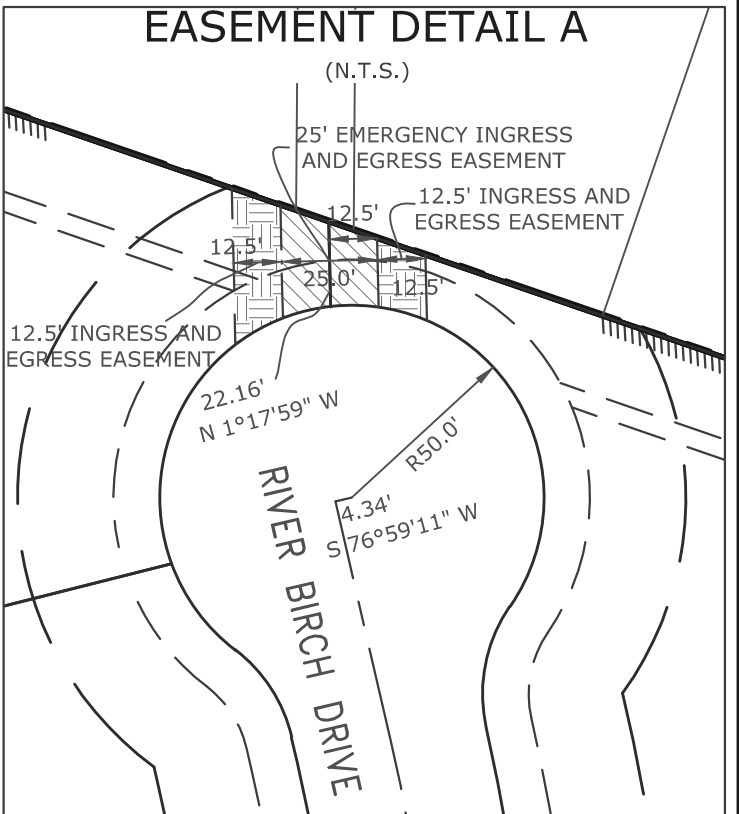 EASEMENT DETAIL A
(N.T.S.)
25' EMERGENCY INGRESS
AND EGRESS EASEMENT
12.5' INGRESS AND
EGRESS EASEMENT
12.5'
12.5'
25.0'
12.5'
12.5' INGRESS AND
EGRESS EASEMENT
22.16'
N 1°17'59" W
R50.0'
4.34'
S 76°59'11" W
RIVER BIRCH DRIVE